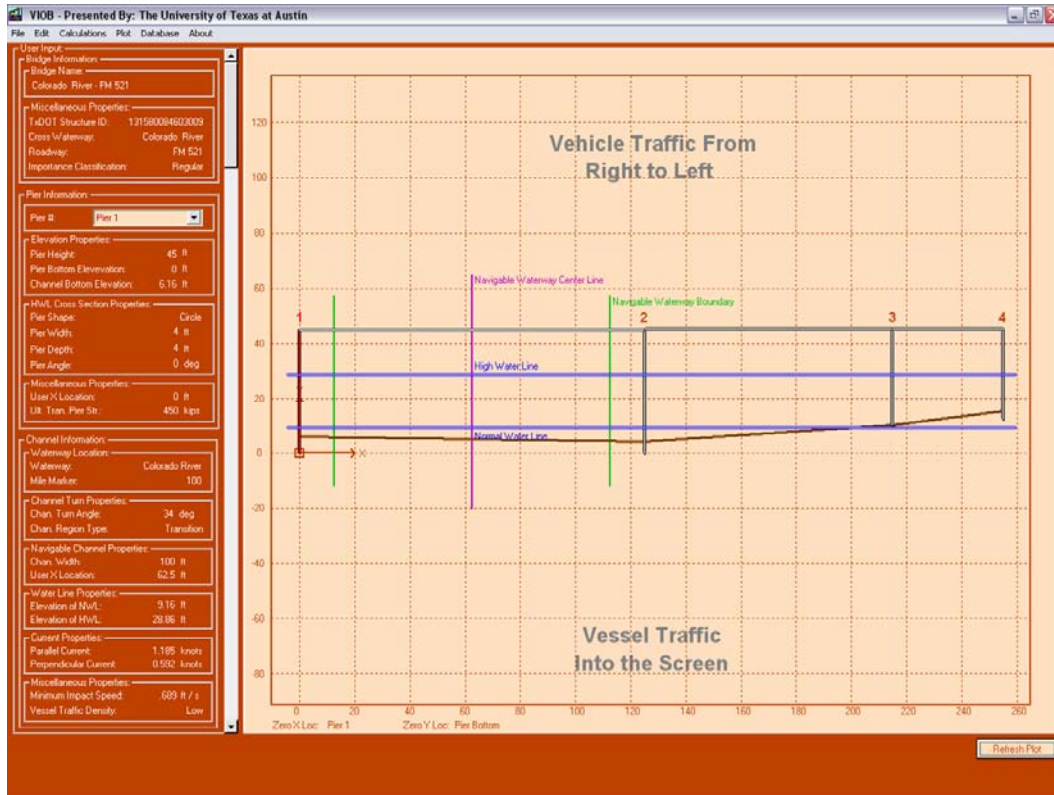 VIOB - Presented By: The University of Texas at Austin
File Edit Calculations Plot Database About
User Input:
Bridge Information:
Bridge Name:
Colorado River - FM 521
Miscellaneous Properties:
TxDOT Structure ID: 131580084603009
Cross Waterway: Colorado River
Roadway: FM 521
Importance Classification: Regular
Pier Information:
Pier #: Pier 1
Elevation Properties:
Pier Height: 45 ft
Pier Bottom Elevevation: 0 ft
Channel Bottom Elevation: 6.16 ft
HWL Cross Section Properties:
Pier Shape: Circle
Pier Width: 4 ft
Pier Depth: 4 ft
Pier Angle: 0 deg
Miscellaneous Properties:
User X Location: 0 ft
Ult. Tran. Pier Str.: 450 kips
Channel Information:
Waterway Location:
Waterway: Colorado River
Mile Marker: 100
Channel Turn Properties:
Chan. Turn Angle: 34 deg
Chan. Region Type: Transition
Navigable Channel Properties:
Chan. Width: 100 ft
User X Location: 62.5 ft
Water Line Properties:
Elevation of NWL: 9.16 ft
Elevation of HWL: 28.86 ft
Current Properties:
Parallel Current: 1.185 knots
Perpendicular Current: 0.592 knots
Miscellaneous Properties:
Minimum Impact Speed: .689 ft / s
Vessel Traffic Density: Low
Vehicle Traffic From
Right to Left
120
100
80
60
40
20
0
-20
-40
-60
80
Navigable Waterway Center Line
Navigable Waterway Boundary
1 2 3 4
High Water Line
Normal Water Line
X
Vessel Traffic
Into the Screen
0 20 40 60 80 100 120 140 160 180 200 220 240 260
Zero X Loc: Pier 1 Zero Y Loc: Pier Bottom
Refresh Plot